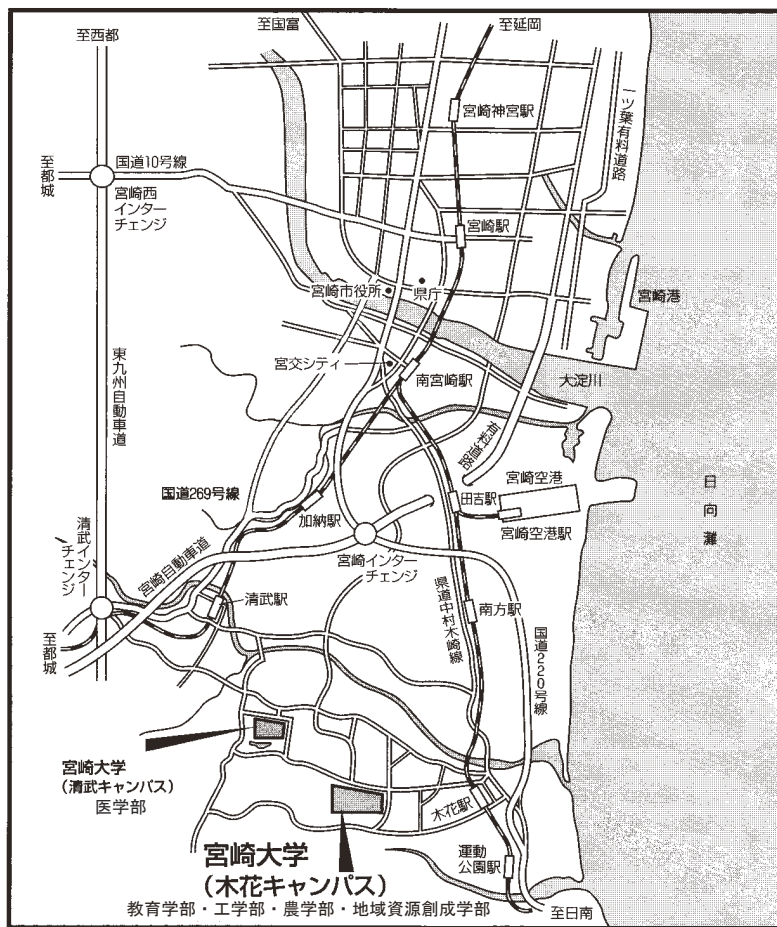 至国富
至延岡
至西都
一ツ葉有料道路
宮崎神宮駅
国道10号線
至都城
宮崎西
インター
チェンジ
宮崎駅
宮崎市役所
県庁
宮崎港
東九州自動車道
宮交シティ
南宮崎駅
大淀川
有料道路
国道269号線
宮崎空港
田吉駅
日向灘
加納駅
宮崎空港駅
清武インター
チェンジ
宮崎自動車道
宮崎インター
チェンジ
県道中村木崎線
清武駅
南方駅
至都城
国道220号線
宮崎大学
(清武キャンパス)
医学部
木花駅
宮崎大学
(木花キャンパス)
運動
公園駅
教育学部・工学部・農学部・地域資源創成学部
至日南